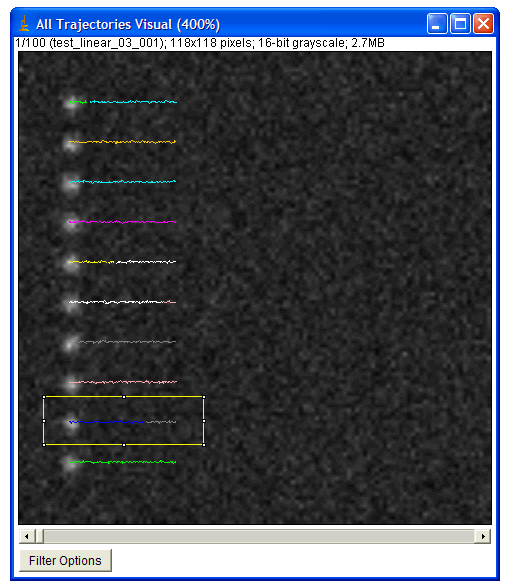 All Trajectories Visual (400%)
1/100 (test_linear_03_001); 118x118 pixels; 16-bit grayscale; 2.7MB
Filter Options